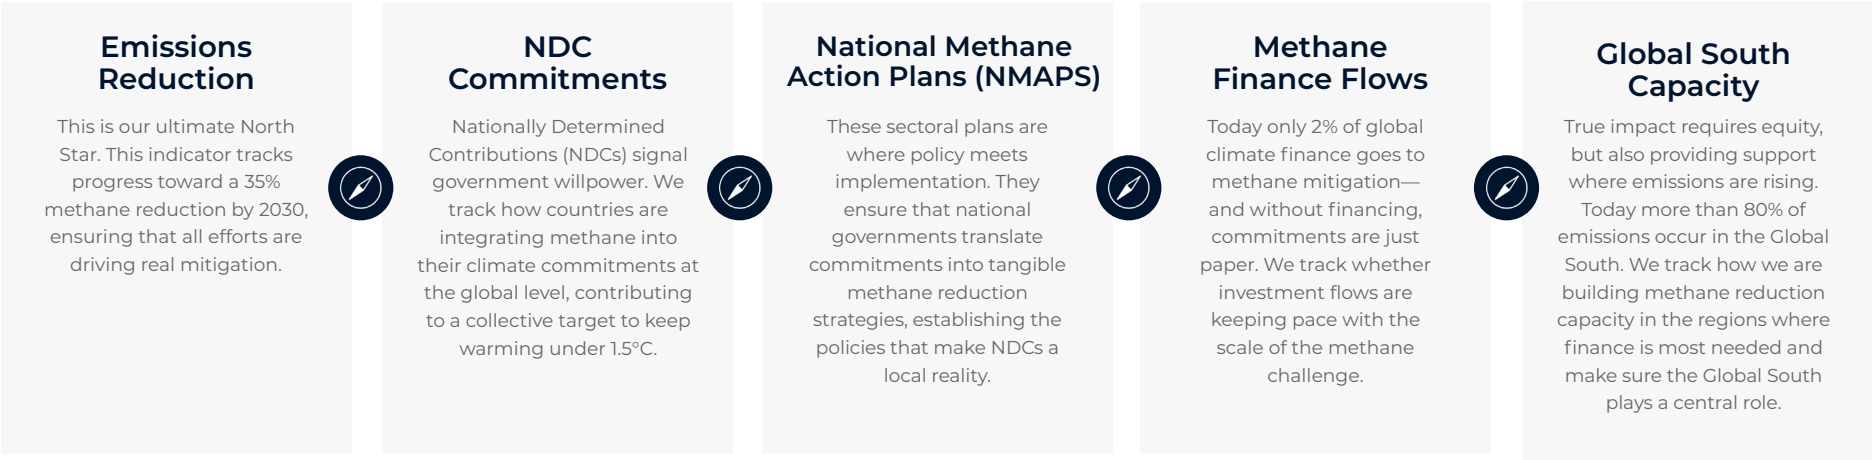 Emissions
Reduction
This is our ultimate North
Star. This indicator tracks
progress toward a 35%
methane reduction by 2030,
ensuring that all efforts are
driving real mitigation.
NDC
Commitments
Nationally Determined
Contributions (NDCs) signal
government willpower. We
track how countries are
integrating methane into
their climate commitments at
the global level, contributing
to a collective target to keep
warming under 1.5°C.
National Methane
Action Plans (NMAPS)
These sectoral plans are
where policy meets
implementation. They
ensure that national
governments translate
commitments into tangible
methane reduction
strategies, establishing the
policies that make NDCs a
local reality.
Methane
Finance Flows
Today only 2% of global
climate finance goes to
methane mitigation—
and without financing,
commitments are just
paper. We track whether
investment flows are
keeping pace with the
scale of the methane
challenge.
Global South
Capacity
True impact requires equity,
but also providing support
where emissions are rising.
Today more than 80% of
emissions occur in the Global
South. We track how we are
building methane reduction
capacity in the regions where
finance is most needed and
make sure the Global South
plays a central role.